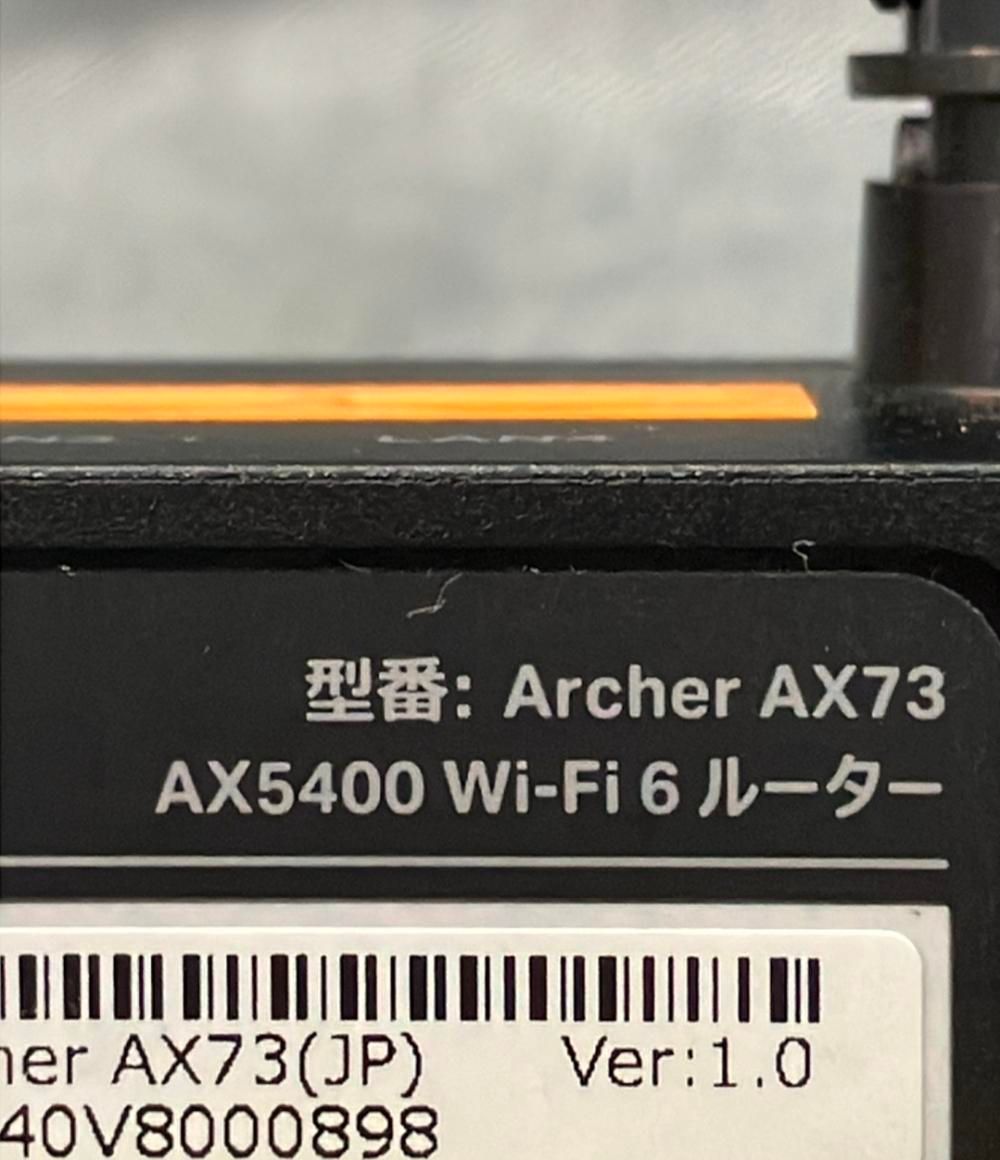 型番: Archer AX73
AX5400 Wi-Fi 6 ルーター
her AX73(JP) Ver:1.0
40V8000898